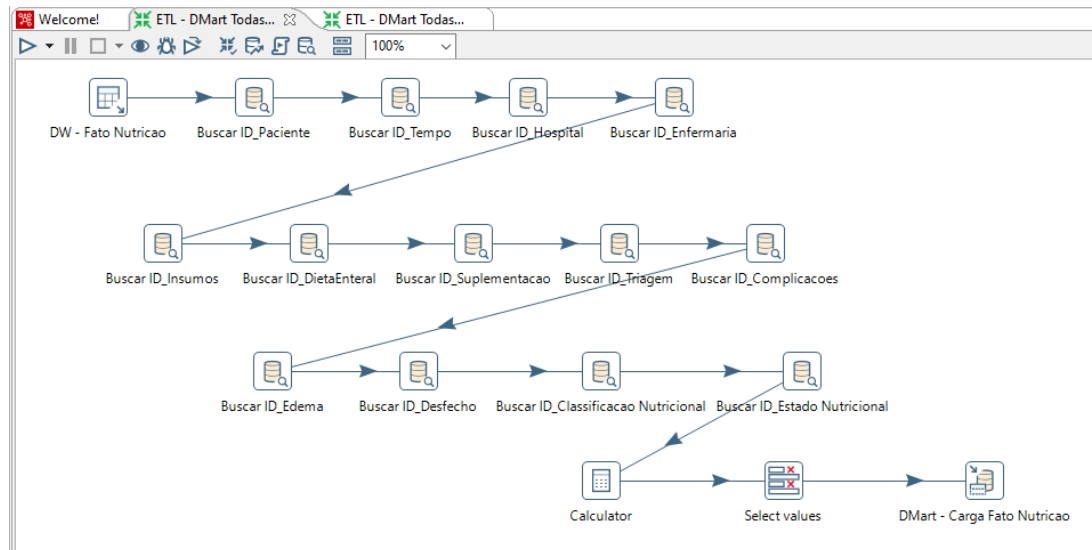 Welcome!
ETL - DMart Todas...
ETL - DMart Todas...
100%
DW - Fato Nutricao
Buscar ID_Paciente
Buscar ID_Tempo
Buscar ID_Hospital
Buscar ID_Enfermaria
Buscar ID_Insumos
Buscar ID_DietaEnteral
Buscar ID_Suplementacao
Buscar ID_Triagem
Buscar ID_Complicacoes
Buscar ID_Edema
Buscar ID_Desfecho
Buscar ID_Classificacao Nutricional
Buscar ID_Estado Nutricional
Calculator
Select values
DMart - Carga Fato Nutricao